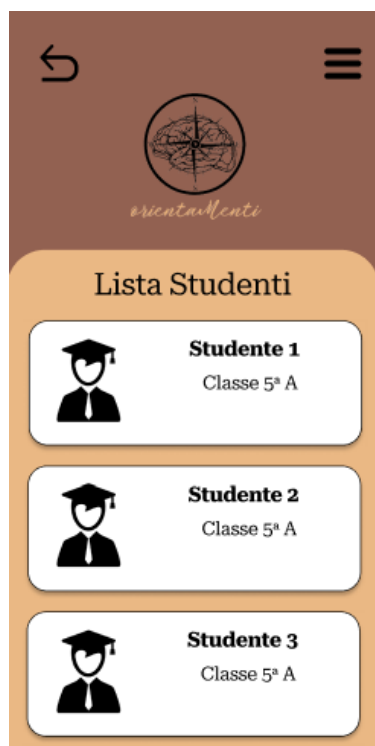 orientaMenti
Lista Studenti
Studente 1
Classe 5ª A
Studente 2
Classe 5ª A
Studente 3
Classe 5ª A